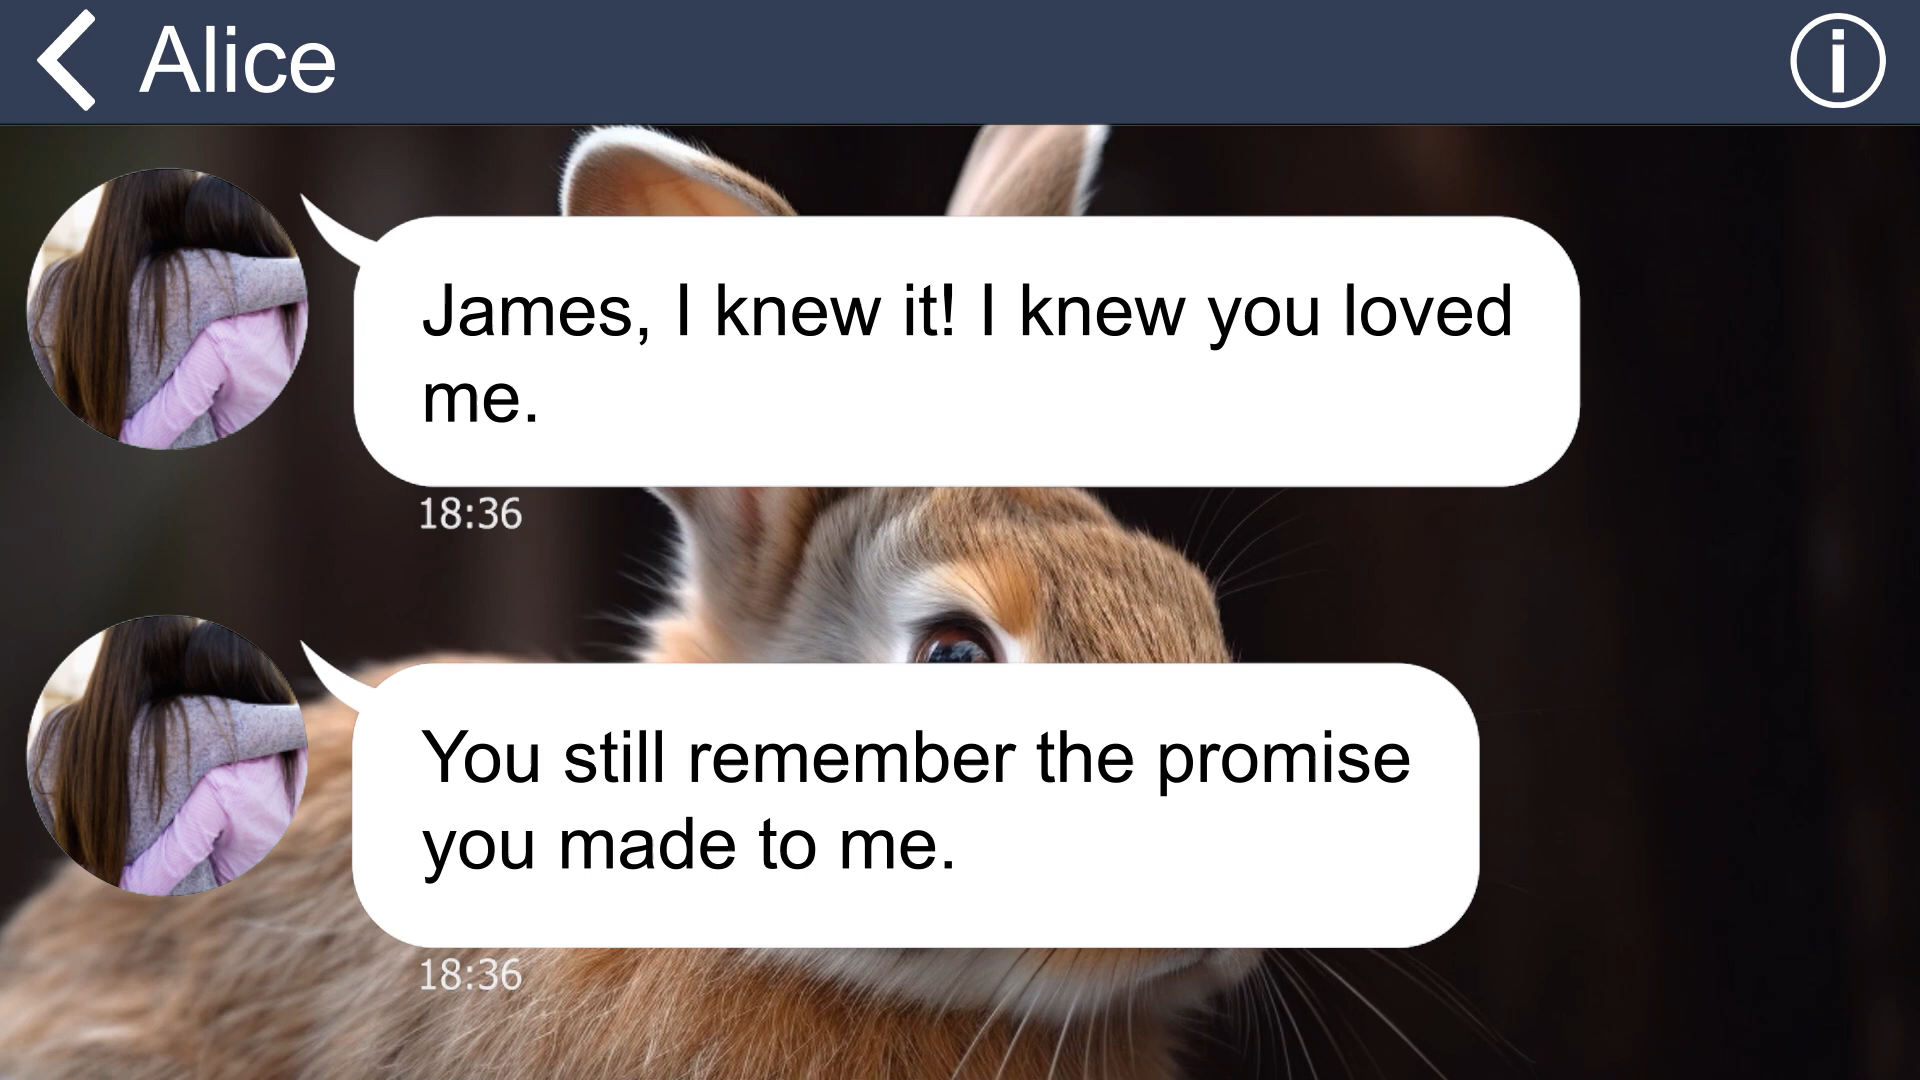 Alice
James, I knew it! I knew you loved
me.
18:36
You still remember the promise
you made to me.
18:36